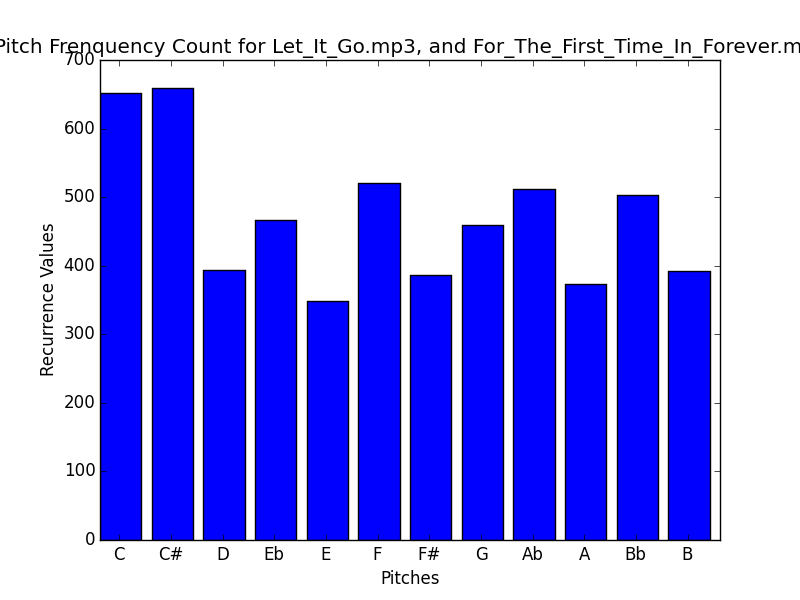 Pitch Frenquency Count for Let_It_Go.mp3, and For_The_First_Time_In_Forever.m
700
600
500
400
300
200
100
0
Recurrence Values
C C# D Eb E F F# G Ab A Bb B
Pitches